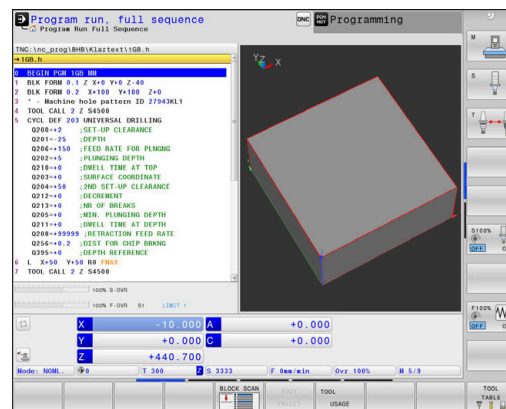 Program run, full sequence
Program Run Full Sequence
DNC
Programming
TNC:\nc_prog\BHB\Klartext\1GB.h
→1GB.h
0 BEGIN PGM 1GB MM
1 BLK FORM 0.1 Z X+0 Y+0 Z-40
2 BLK FORM 0.2 X+100 Y+100 Z+0
3 * - Machine hole pattern ID 27943KL1
4 TOOL CALL 2 Z S4500
5 CYCL DEF 203 UNIVERSAL DRILLING
Q200=+2 ;SET-UP CLEARANCE
Q201=-25 ;DEPTH
Q206=+150 ;FEED RATE FOR PLNGNG
Q202=+5 ;PLUNGING DEPTH
Q210=+0 ;DWELL TIME AT TOP
Q203=+0 ;SURFACE COORDINATE
Q204=+50 ;2ND SET-UP CLEARANCE
Q212=+0 ;DECREMENT
Q213=+0 ;NR OF BREAKS
Q205=+0 ;MIN. PLUNGING DEPTH
Q211=+0 ;DWELL TIME AT DEPTH
Q208=+99999 ;RETRACTION FEED RATE
Q256=+0.2 ;DIST FOR CHIP BRKNG
Q395=+0 ;DEPTH REFERENCE
6 L X+50 Y+50 R0 FMAX
7 TOOL CALL 2 Z S4500
Y Z X
100% S-OVR
100% F-OVR S1 LIMIT 1
X -10.000 A +0.000
Y +0.000 C +0.000
Z +440.700
Mode: NOML. 0 T 300 Z S 3333 F 0mm/min Ovr 100% M 5/9
BLOCK SCAN
TOOL USAGE
TOOL TABLE
M
S
T
S100%
OFF
F100%
OFF